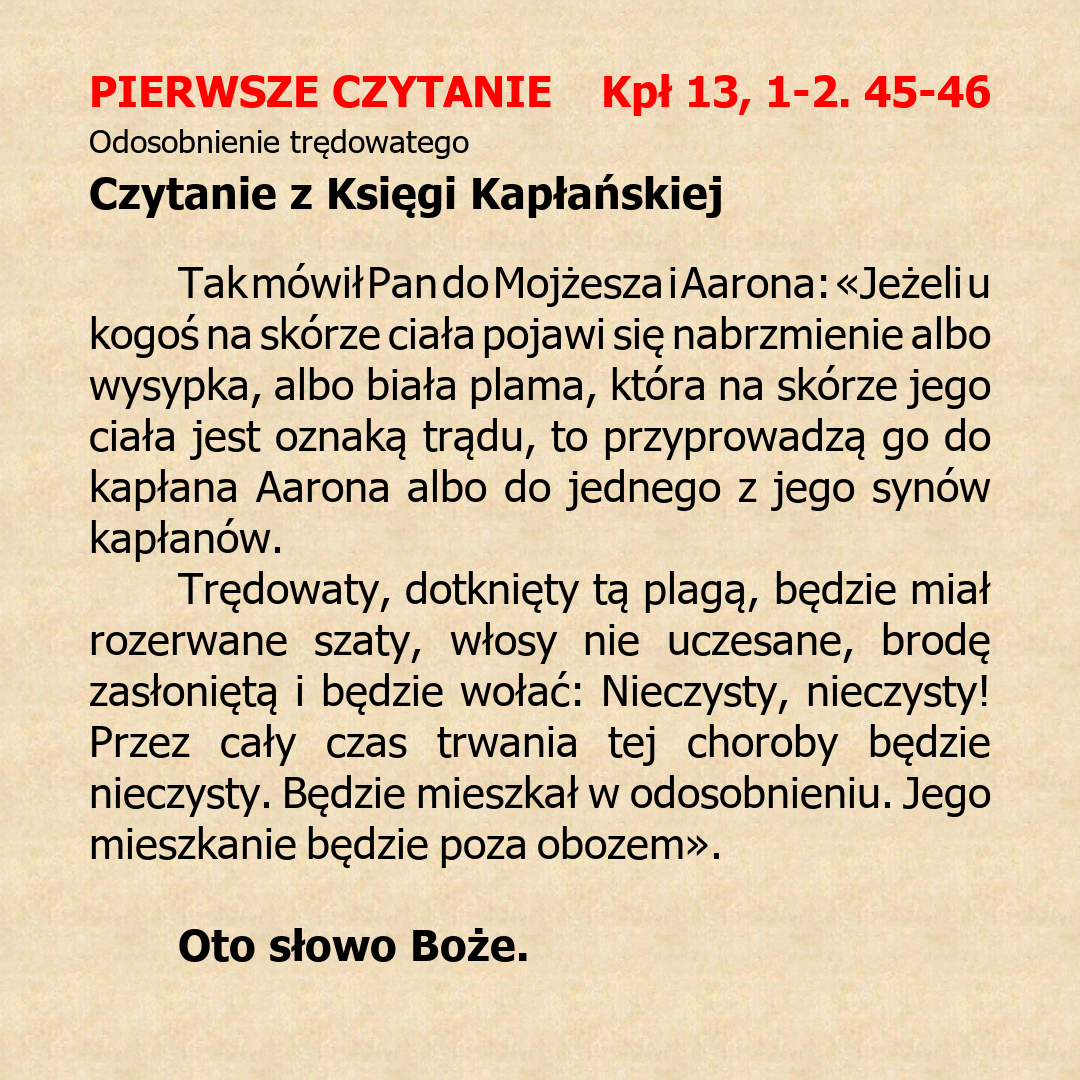 PIERWSZE CZYTANIE Kpł 13, 1-2. 45-46
Odosobnienie trędowatego
Czytanie z Księgi Kapłańskiej
Tak mówił Pan do Mojżesza i Aarona: «Jeżeli u
kogoś na skórze ciała pojawi się nabrzmienie albo
wysypka, albo biała plama, która na skórze jego
ciała jest oznaką trądu, to przyprowadzą go do
kapłana Aarona albo do jednego z jego synów
kapłanów.
Trędowaty, dotknięty tą plagą, będzie miał
rozerwane szaty, włosy nie uczesane, brodę
zasłoniętą i będzie wołać: Nieczysty, nieczysty!
Przez cały czas trwania tej choroby będzie
nieczysty. Będzie mieszkał w odosobnieniu. Jego
mieszkanie będzie poza obozem».
Oto słowo Boże.